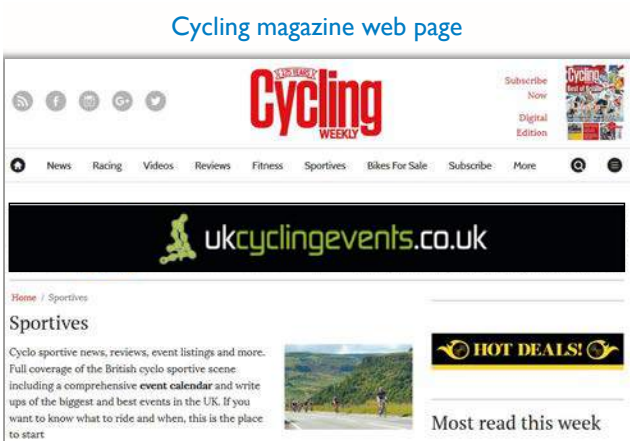 Cycling magazine web page
125 YEARS
Cycling
WEEKLY
Subscribe
Now
Digital
Edition
Cycling
News Racing Videos Reviews Fitness Sportives Bikes For Sale Subscribe More
ukcyclingevents.co.uk
Home / Sportives
Sportives
Cyclo sportive news, reviews, event listings and more.
Full coverage of the British cyclo sportive scene
including a comprehensive event calendar and write
ups of the biggest and best events in the UK. If you
want to know what to ride and when, this is the place
to start
HOT DEALS!
Most read this week